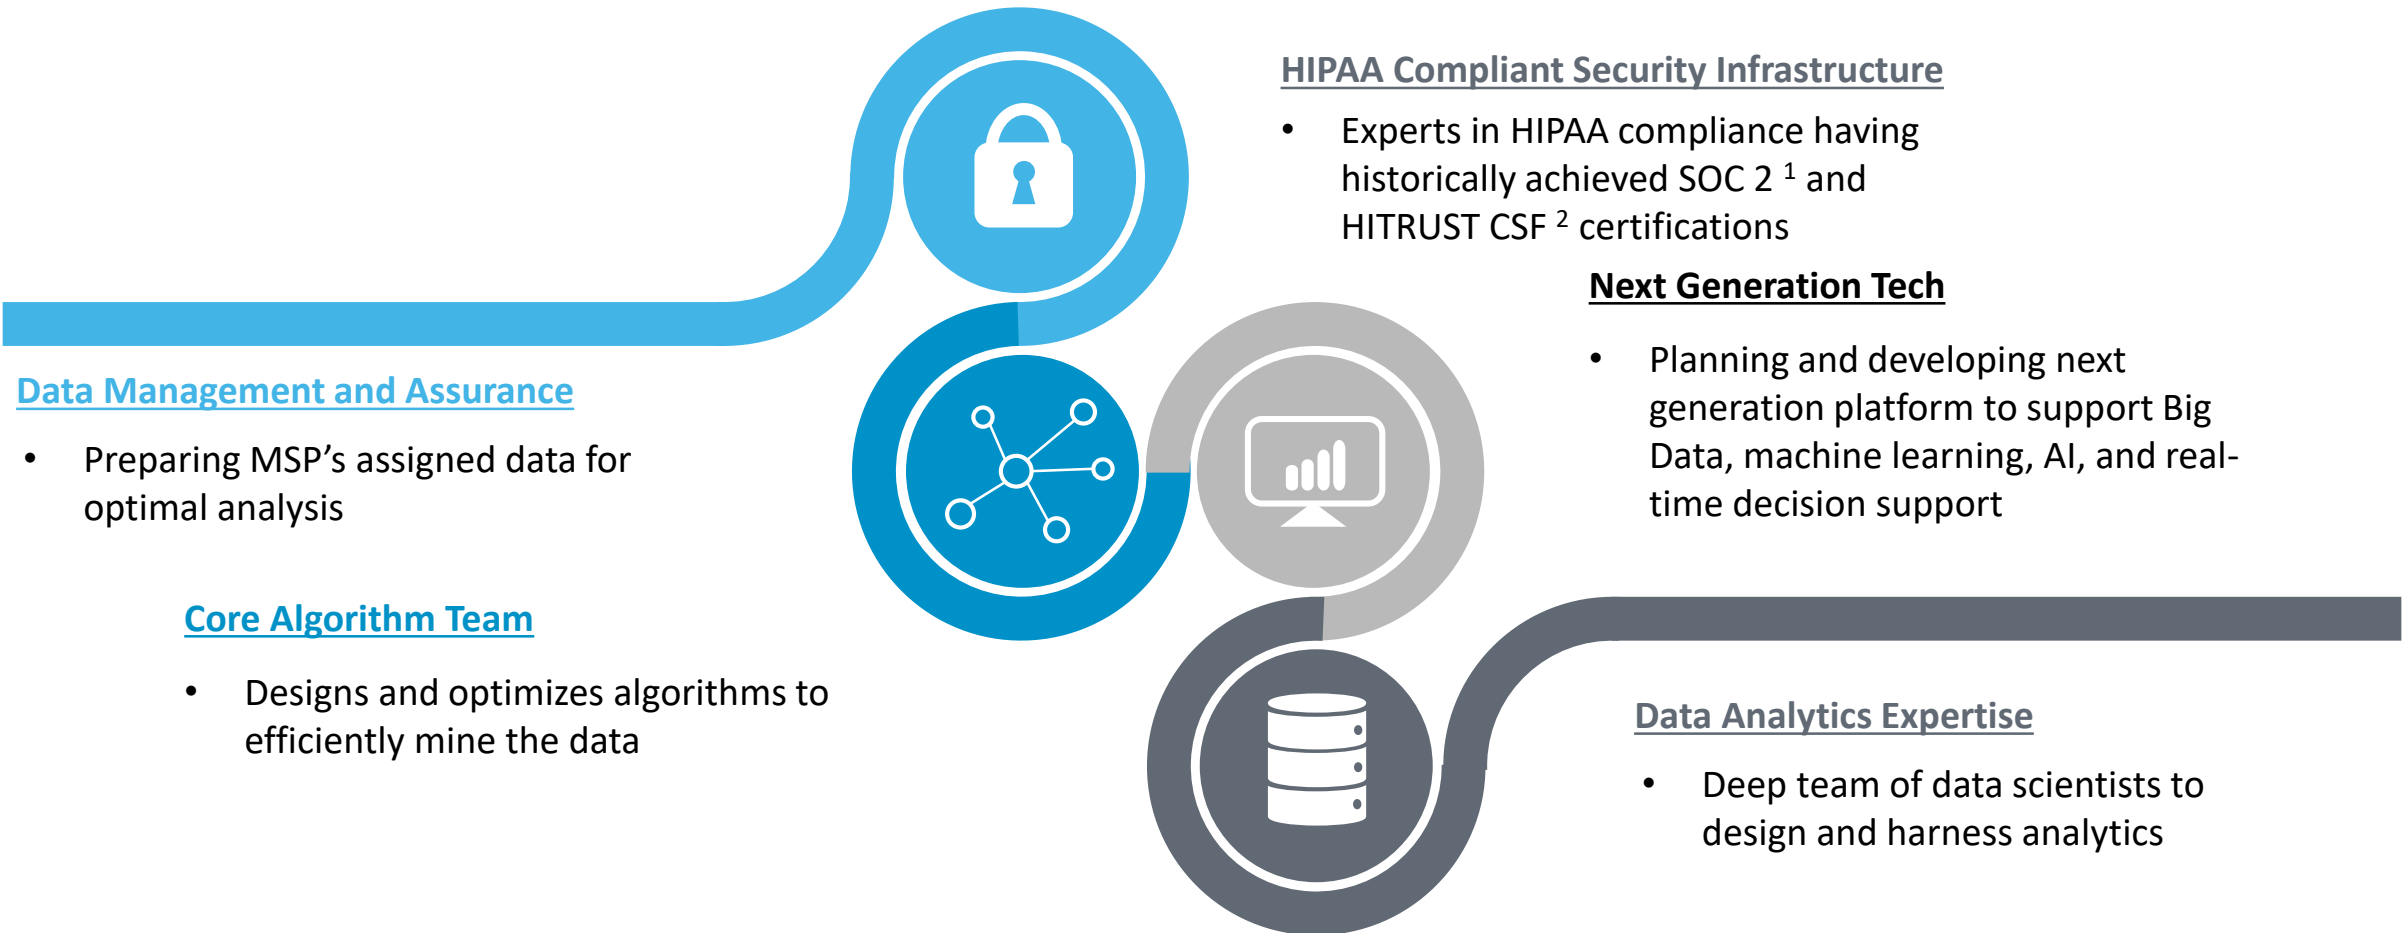 HIPAA Compliant Security Infrastructure
• Experts in HIPAA compliance having
historically achieved SOC 2 ¹ and
HITRUST CSF ² certifications
Next Generation Tech
• Planning and developing next
generation platform to support Big
Data, machine learning, AI, and real-
time decision support
Data Management and Assurance
• Preparing MSP’s assigned data for
optimal analysis
Core Algorithm Team
• Designs and optimizes algorithms to
efficiently mine the data
Data Analytics Expertise
• Deep team of data scientists to
design and harness analytics